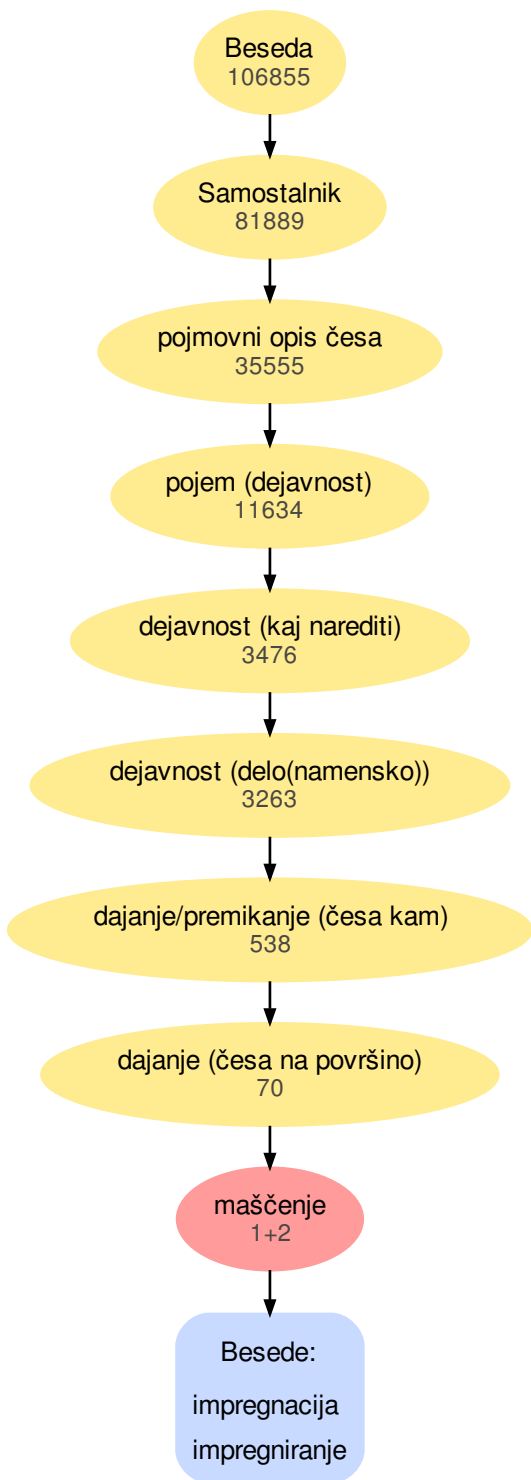 Beseda
106855
Samostalnik
81889
pojmovni opis česa
35555
pojem (dejavnost)
11634
dejavnost (kaj narediti)
3476
dejavnost (delo(namensko))
3263
dajanje/premikanje (česa kam)
538
dajanje (česa na površino)
70
maščenje
1+2
Besede:
impregnacija
impregniranje